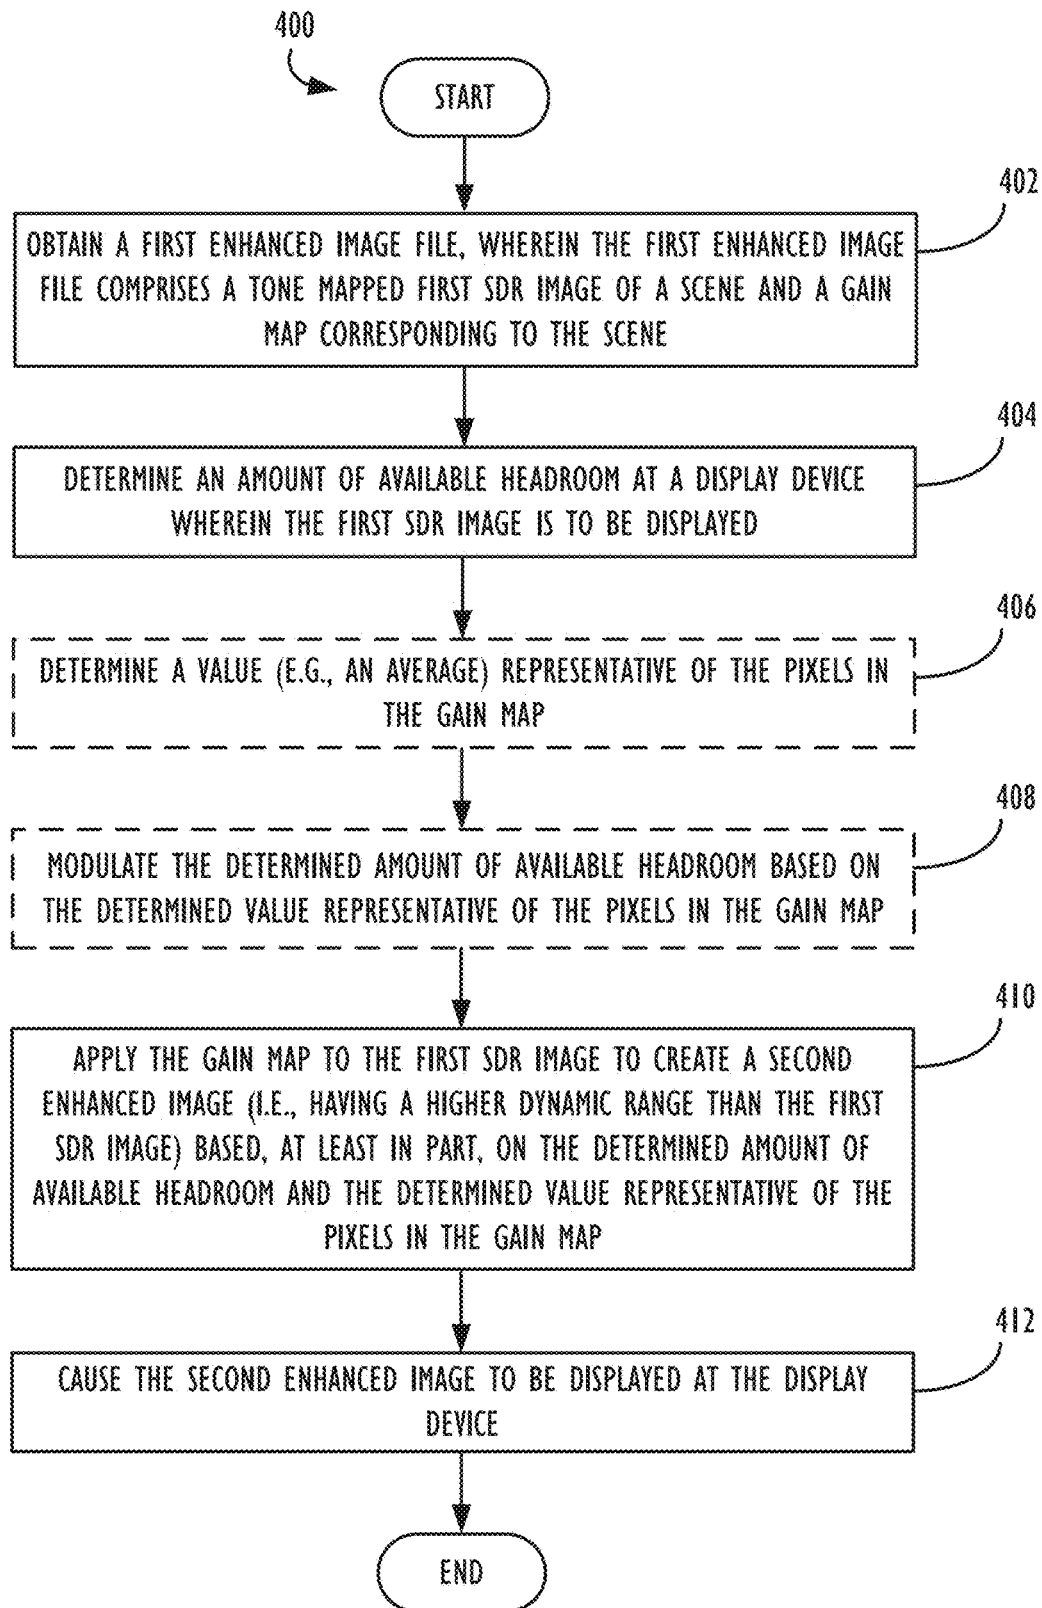 400
START
402
OBTAIN A FIRST ENHANCED IMAGE FILE, WHEREIN THE FIRST ENHANCED IMAGE
FILE COMPRISES A TONE MAPPED FIRST SDR IMAGE OF A SCENE AND A GAIN
MAP CORRESPONDING TO THE SCENE
404
DETERMINE AN AMOUNT OF AVAILABLE HEADROOM AT A DISPLAY DEVICE
WHEREIN THE FIRST SDR IMAGE IS TO BE DISPLAYED
406
DETERMINE A VALUE (E.G., AN AVERAGE) REPRESENTATIVE OF THE PIXELS IN
THE GAIN MAP
408
MODULATE THE DETERMINED AMOUNT OF AVAILABLE HEADROOM BASED ON
THE DETERMINED VALUE REPRESENTATIVE OF THE PIXELS IN THE GAIN MAP
410
APPLY THE GAIN MAP TO THE FIRST SDR IMAGE TO CREATE A SECOND
ENHANCED IMAGE (I.E., HAVING A HIGHER DYNAMIC RANGE THAN THE FIRST
SDR IMAGE) BASED, AT LEAST IN PART, ON THE DETERMINED AMOUNT OF
AVAILABLE HEADROOM AND THE DETERMINED VALUE REPRESENTATIVE OF THE
PIXELS IN THE GAIN MAP
412
CAUSE THE SECOND ENHANCED IMAGE TO BE DISPLAYED AT THE DISPLAY
DEVICE
END